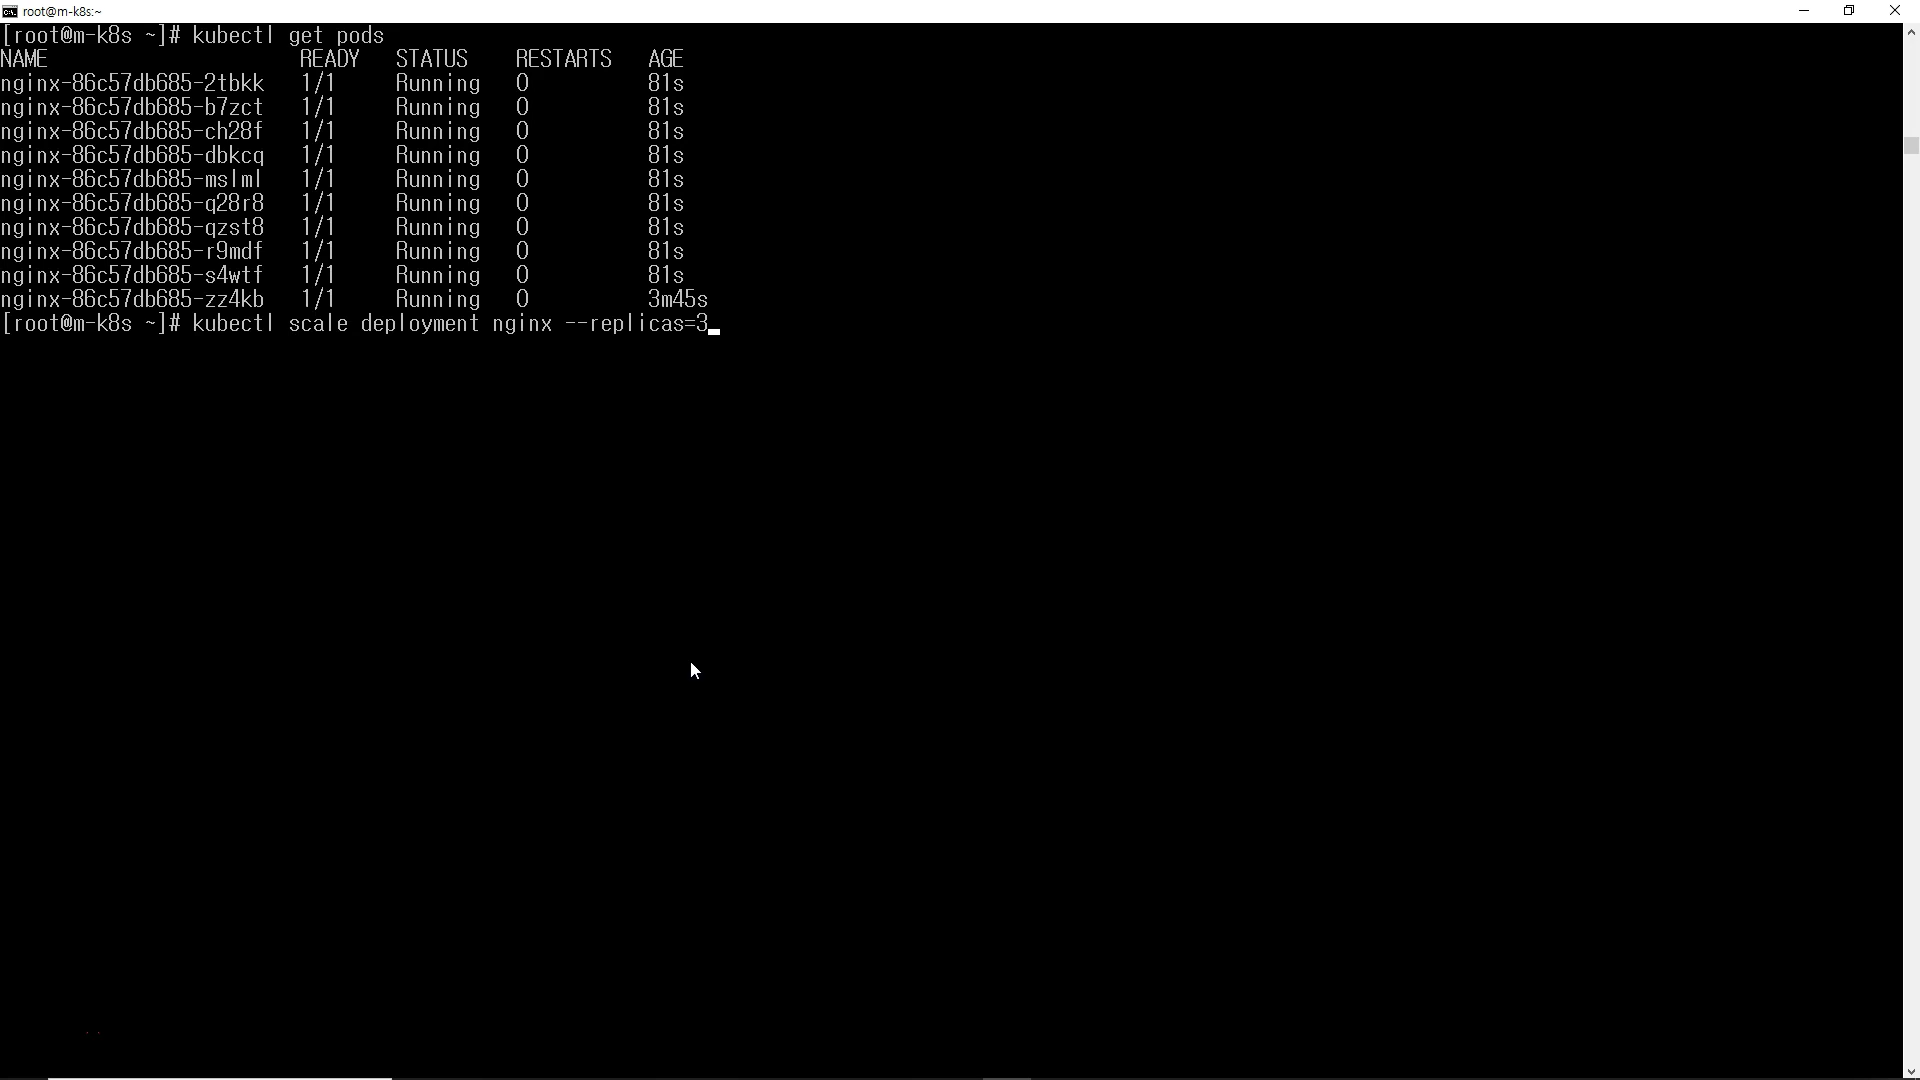 root@m-k8s:~
[root@m-k8s ~]# kubectl get pods
NAME                     READY   STATUS    RESTARTS   AGE
nginx-86c57db685-2tbkk   1/1     Running   0          81s
nginx-86c57db685-b7zct   1/1     Running   0          81s
nginx-86c57db685-ch28f   1/1     Running   0          81s
nginx-86c57db685-dbkcq   1/1     Running   0          81s
nginx-86c57db685-mslml   1/1     Running   0          81s
nginx-86c57db685-q28r8   1/1     Running   0          81s
nginx-86c57db685-qzst8   1/1     Running   0          81s
nginx-86c57db685-r9mdf   1/1     Running   0          81s
nginx-86c57db685-s4wtf   1/1     Running   0          81s
nginx-86c57db685-zz4kb   1/1     Running   0          3m45s
[root@m-k8s ~]# kubectl scale deployment nginx --replicas=3